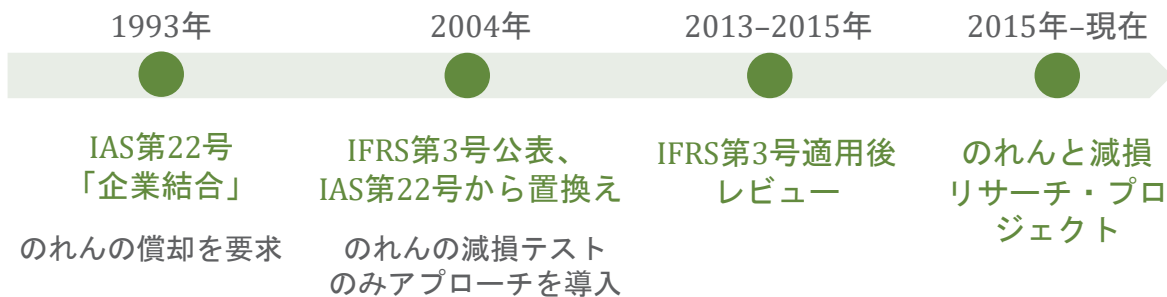 1993年
2004年
2013–2015年
2015年–現在
IAS第22号
「企業結合」
のれんの償却を要求
IFRS第3号公表、
IAS第22号から置換え
のれんの減損テスト
のみアプローチを導入
IFRS第3号適用後
レビュー
のれんと減損
リサーチ・プロ
ジェクト